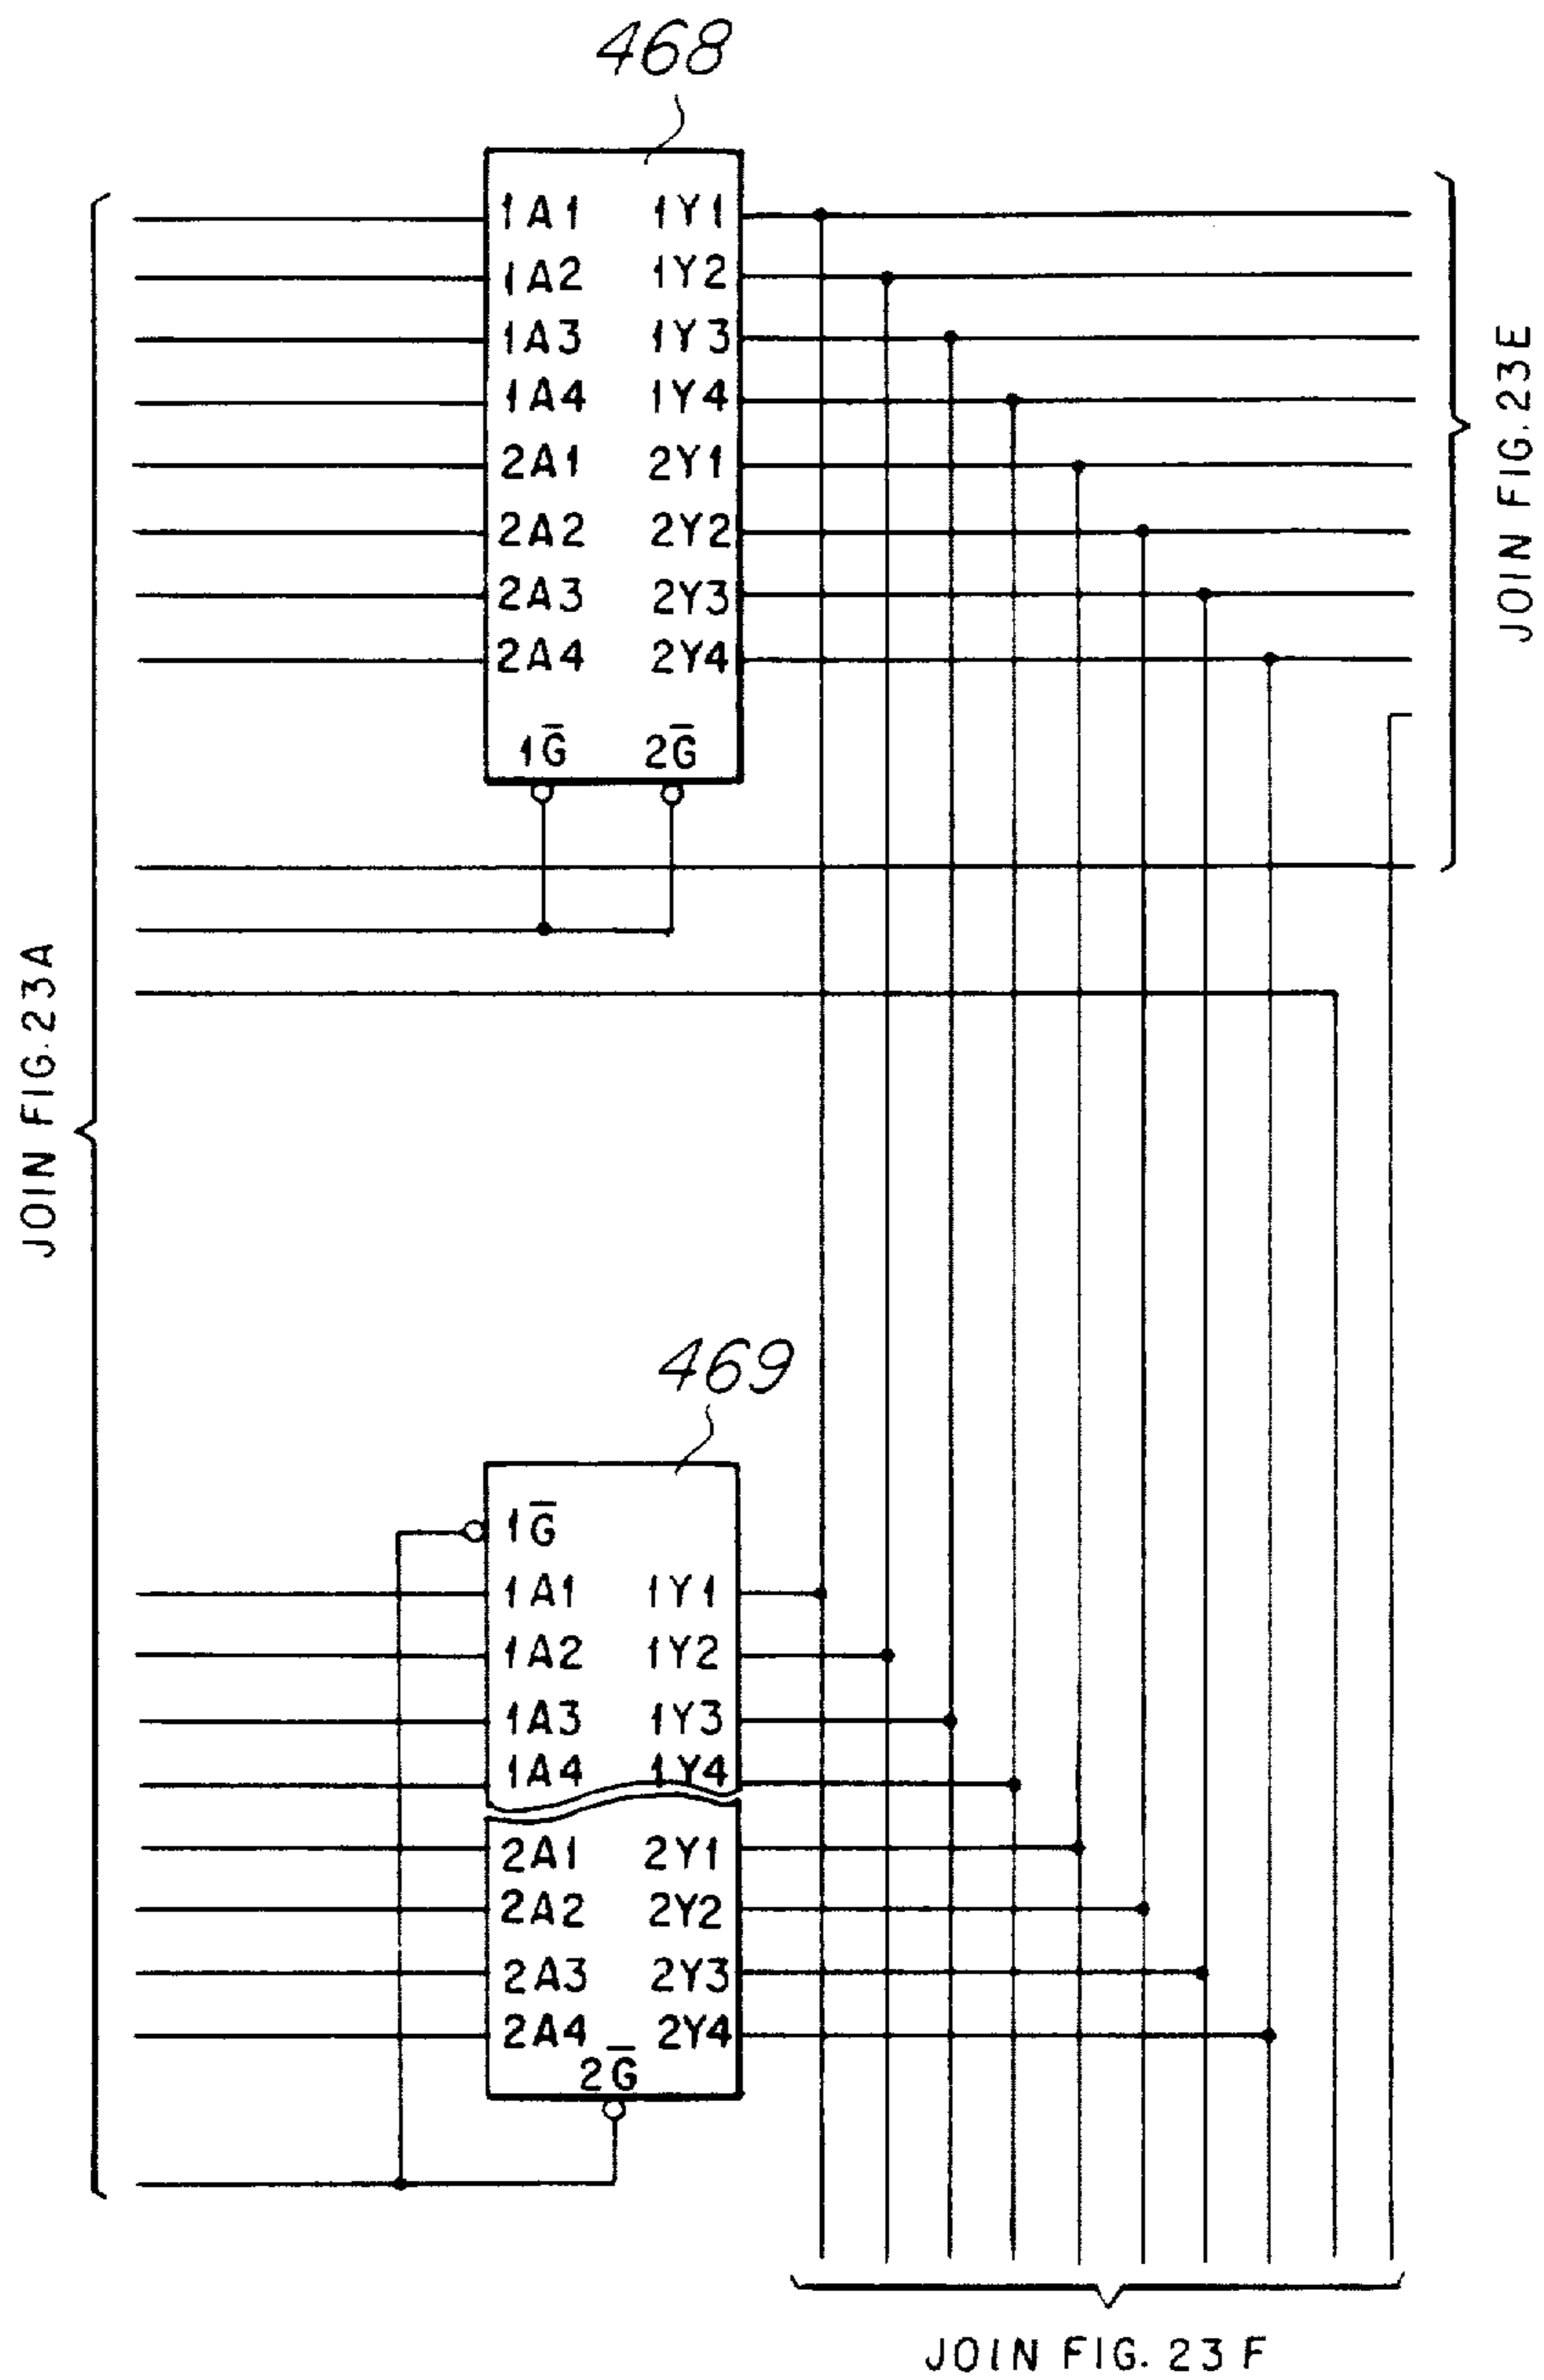 468
1A1 1Y1
1A2 1Y2
1A3 1Y3
1A4 1Y4
2A1 2Y1
2A2 2Y2
2A3 2Y3
2A4 2Y4
1G̅ 2G̅
JOIN FIG.23E
JOIN FIG.23A
469
1G̅
1A1 1Y1
1A2 1Y2
1A3 1Y3
1A4 1Y4
2A1 2Y1
2A2 2Y2
2A3 2Y3
2A4 2Y4
2G̅
JOIN FIG. 23 F